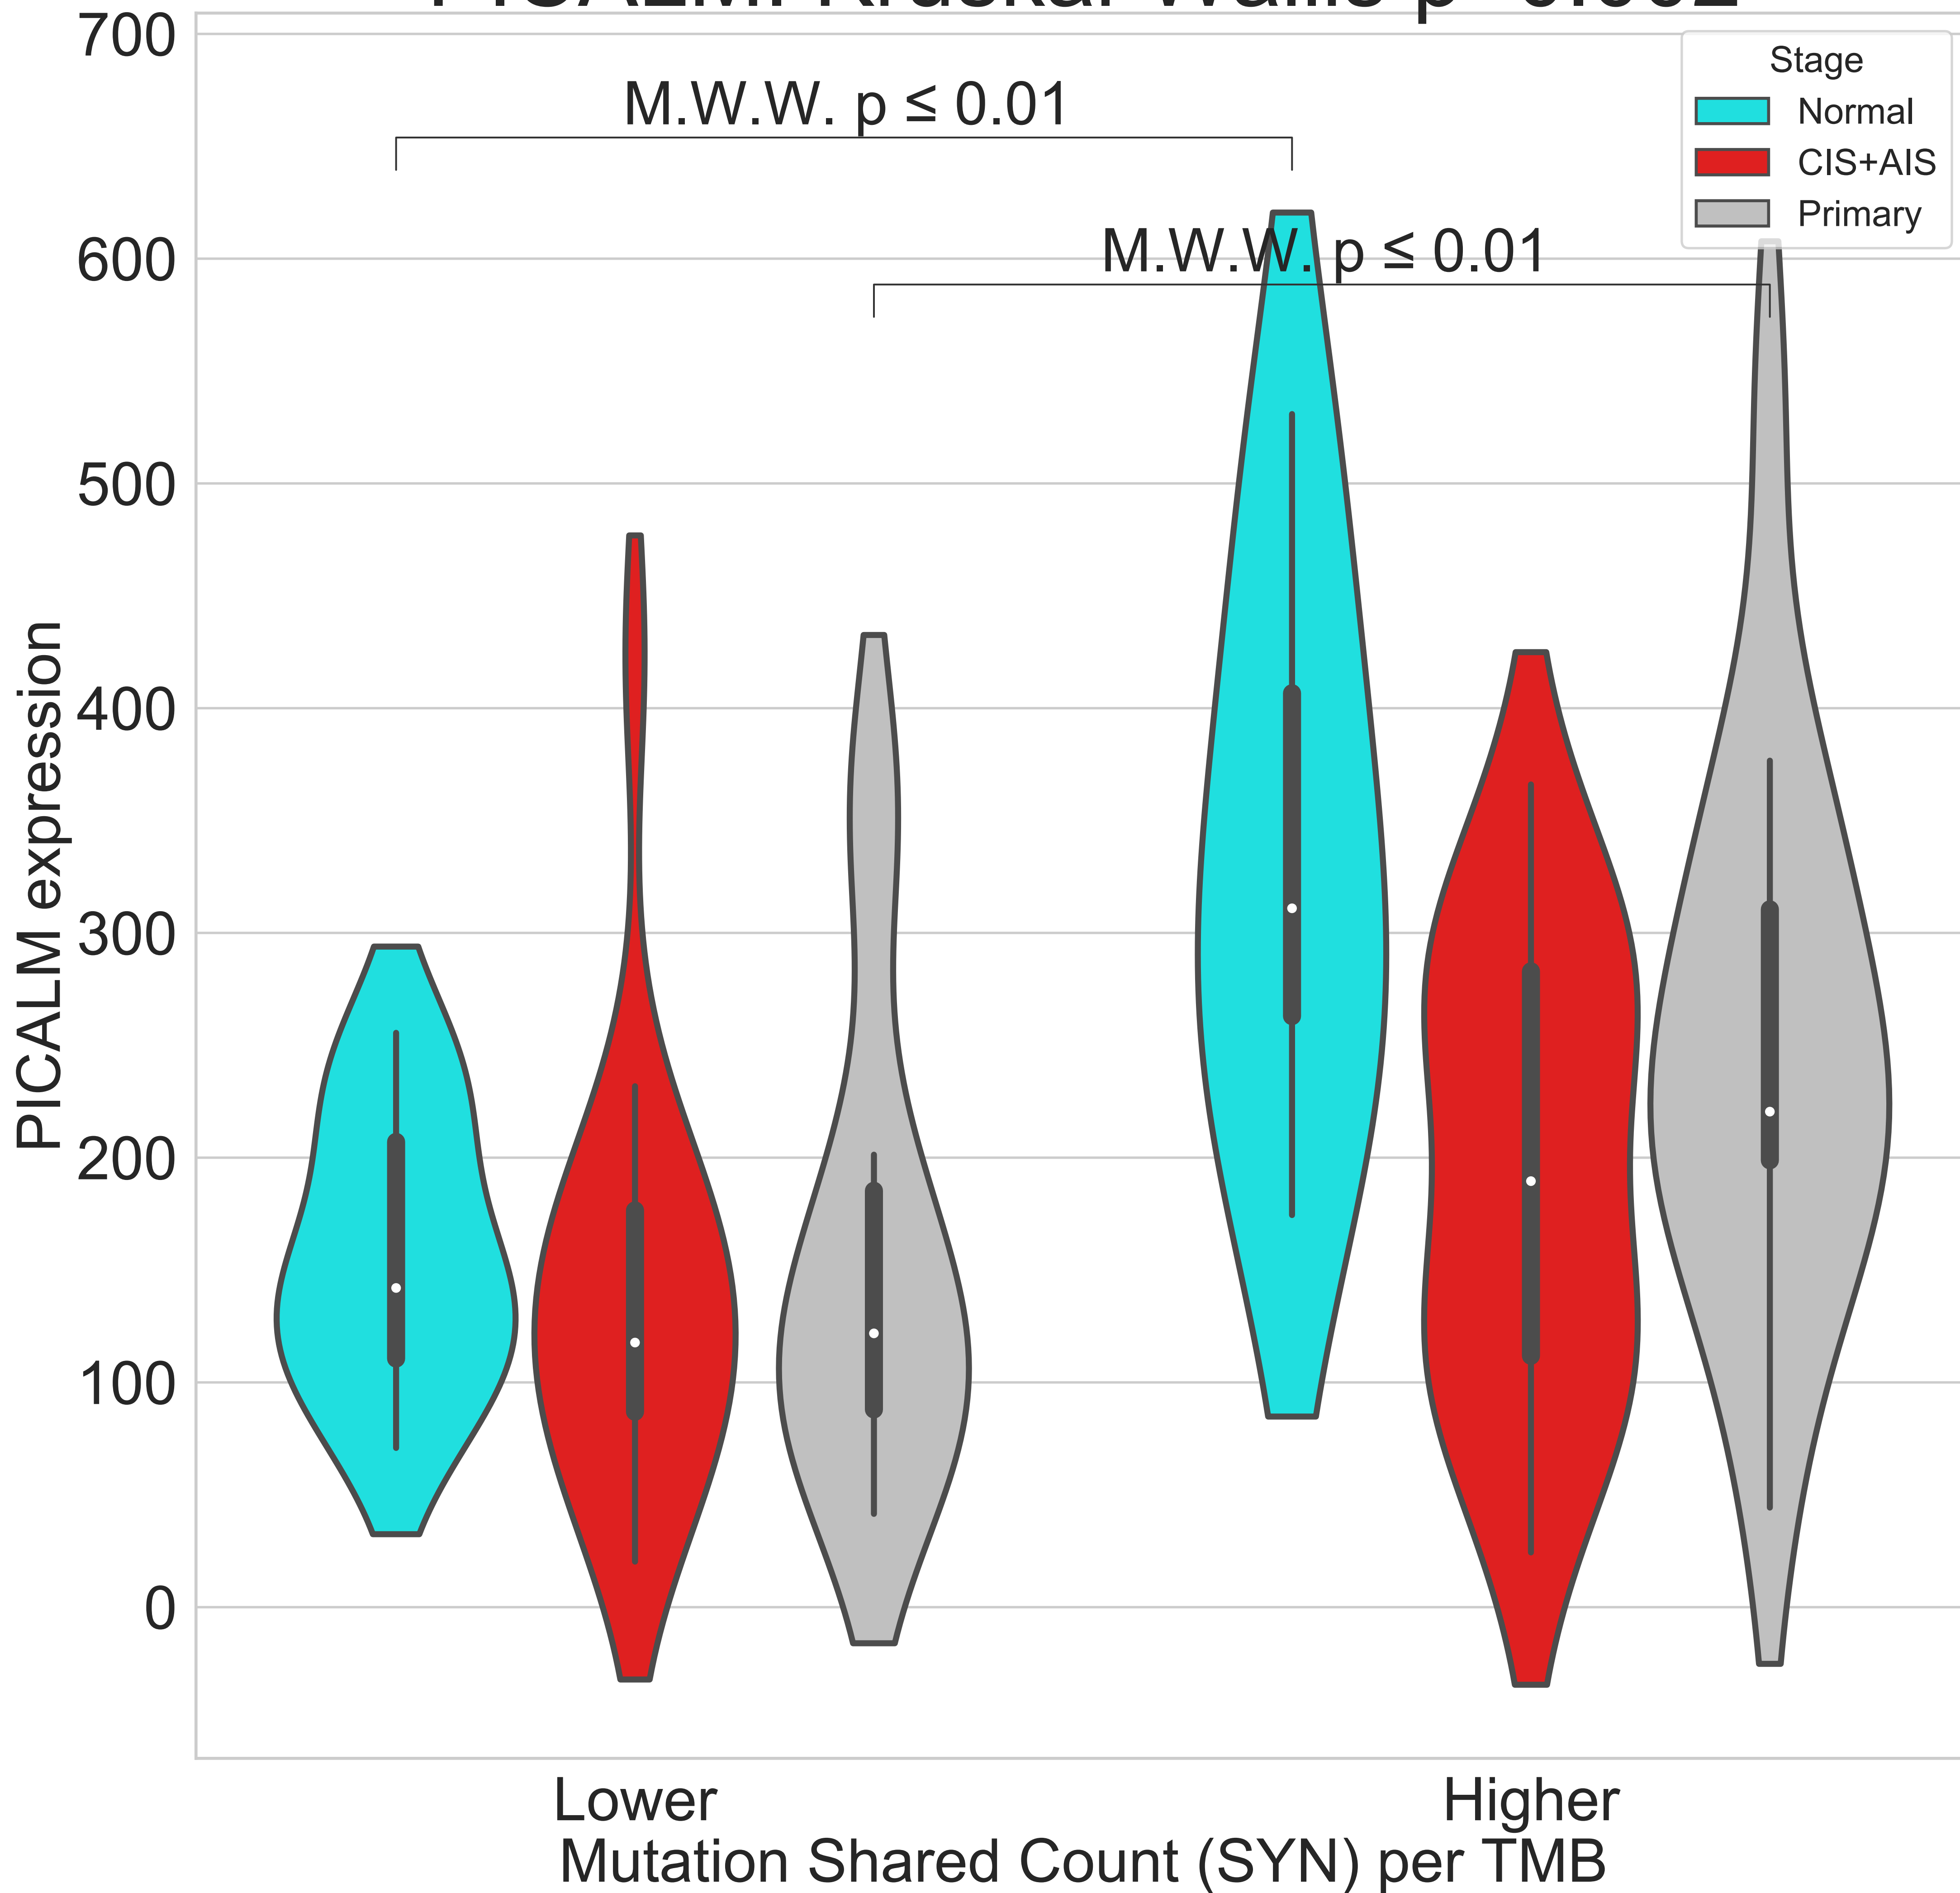 700
M.W.W. p ≤ 0.01
Stage
Normal
CIS+AIS
Primary
600
M.W.W. p ≤ 0.01
500
400
300
200
100
0
PICALM expression
Lower
Higher
Mutation Shared Count (SYN) per TMB